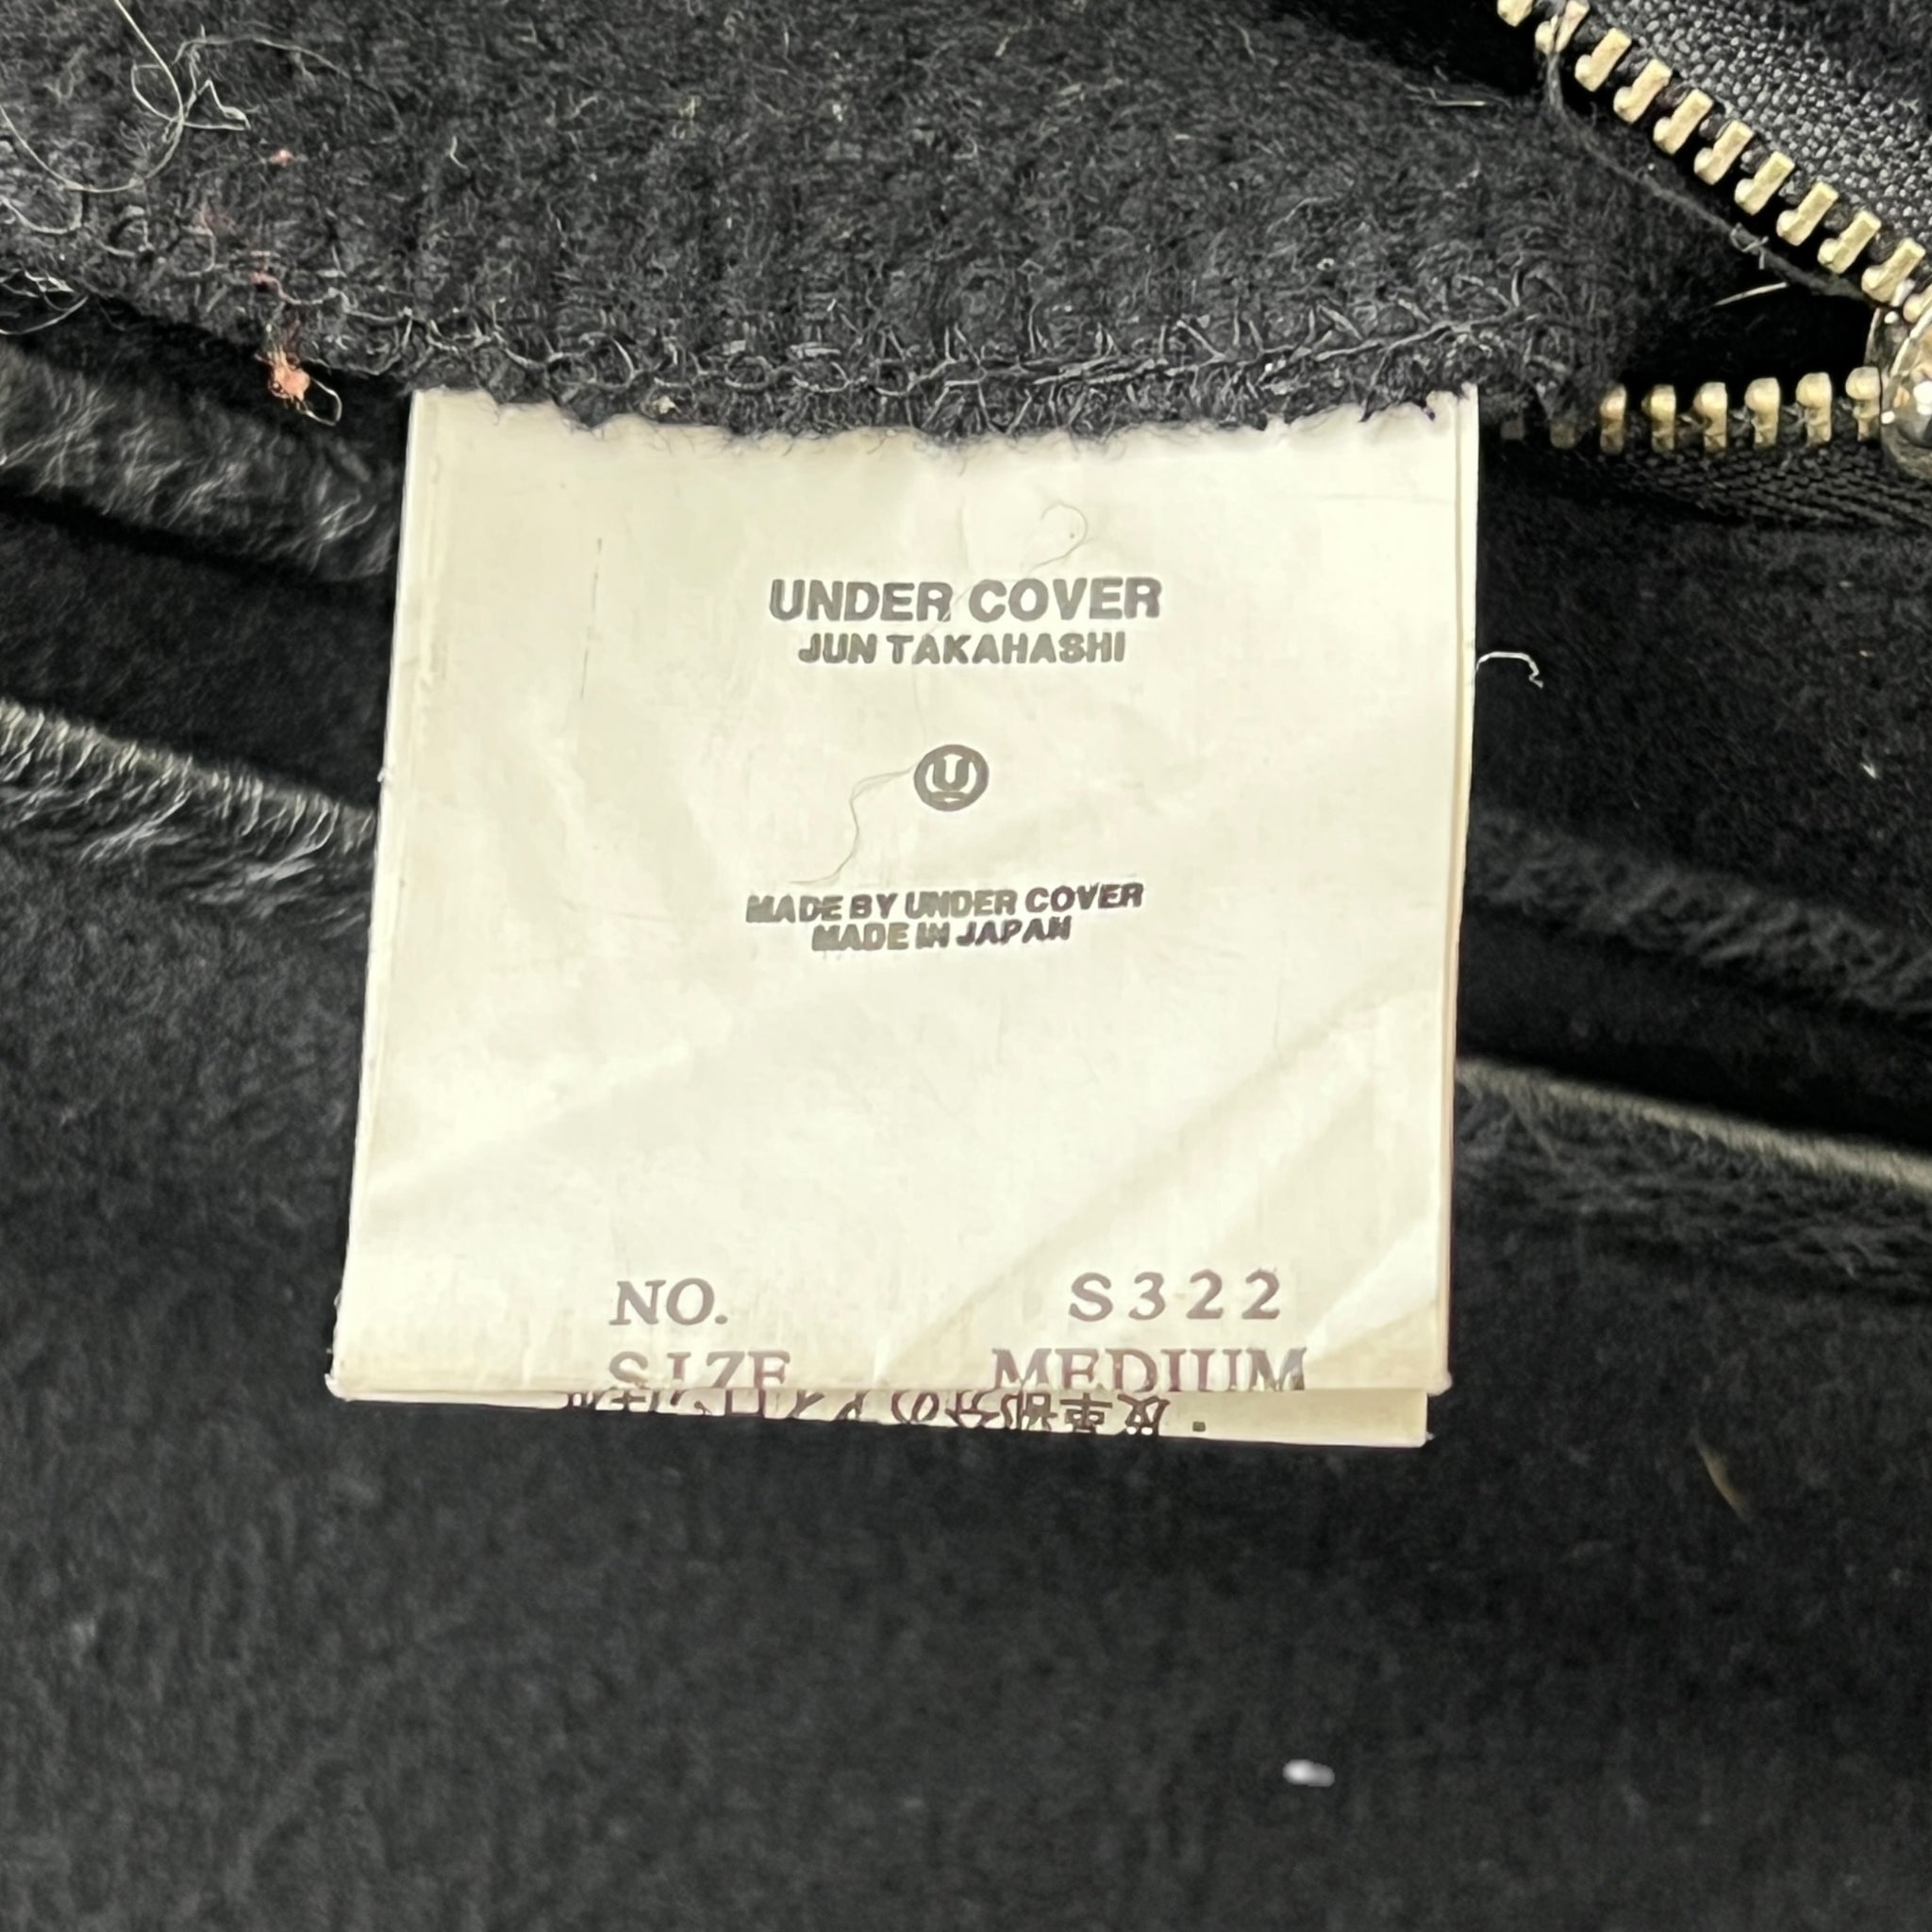 UNDER COVER
JUN TAKAHASHI
U
MADE BY UNDER COVER
MADE IN JAPAN
NO. S322
SIZE MEDIUM